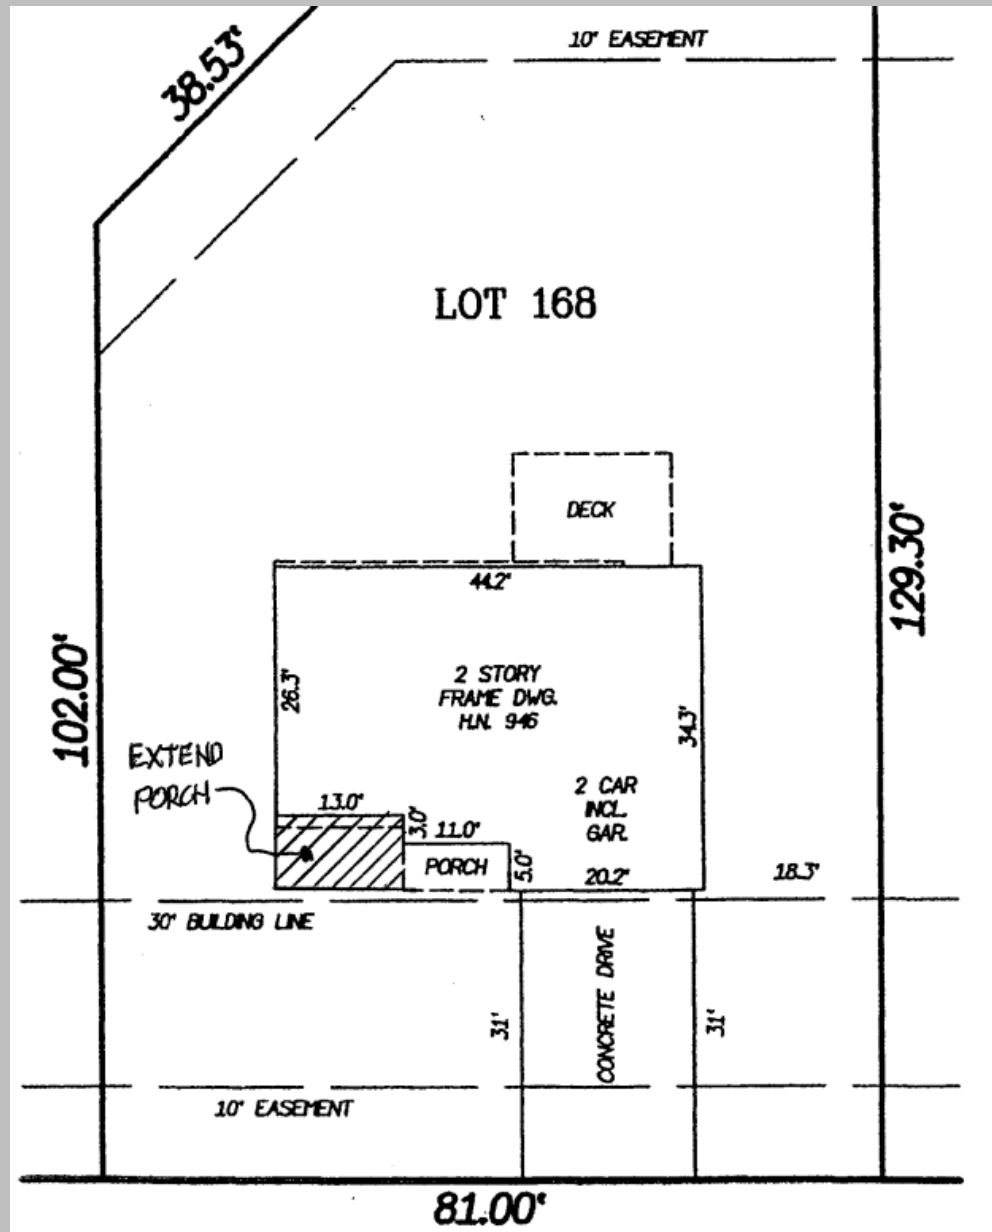 10' EASEMENT
38.53'
LOT 168
DECK
44.2'
129.30'
26.3'
2 STORY
FRAME DWG.
H.N. 946
34.3'
102.00'
EXTEND
PORCH
2 CAR
INCL.
GAR.
13.0'
3.0'
11.0'
PORCH
5.0'
20.2'
18.3'
30' BUILDING LINE
CONCRETE DRIVE
31'
31'
10' EASEMENT
81.00'